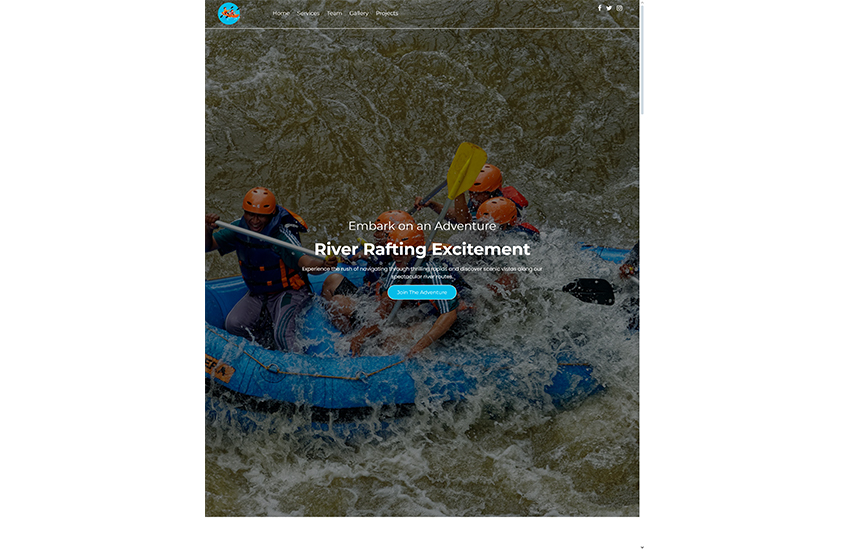 Home Services Team Gallery Projects
Embark on an Adventure
River Rafting Excitement
Experience the rush of navigating through thrilling rapids and discover scenic vistas along our
spectacular river routes.
Join The Adventure